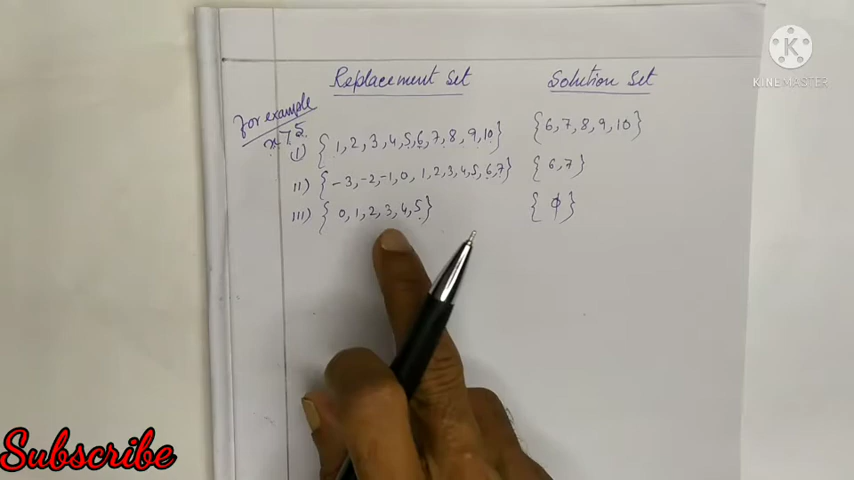 Replacement Set Solution Set
For example
x > 5
i) {1, 2, 3, 4, 5, 6, 7, 8, 9, 10} {6, 7, 8, 9, 10}
ii) {-3, -2, -1, 0, 1, 2, 3, 4, 5, 6, 7} {6, 7}
iii) {0, 1, 2, 3, 4, 5} {ϕ}
KINEMASTER
Subscribe